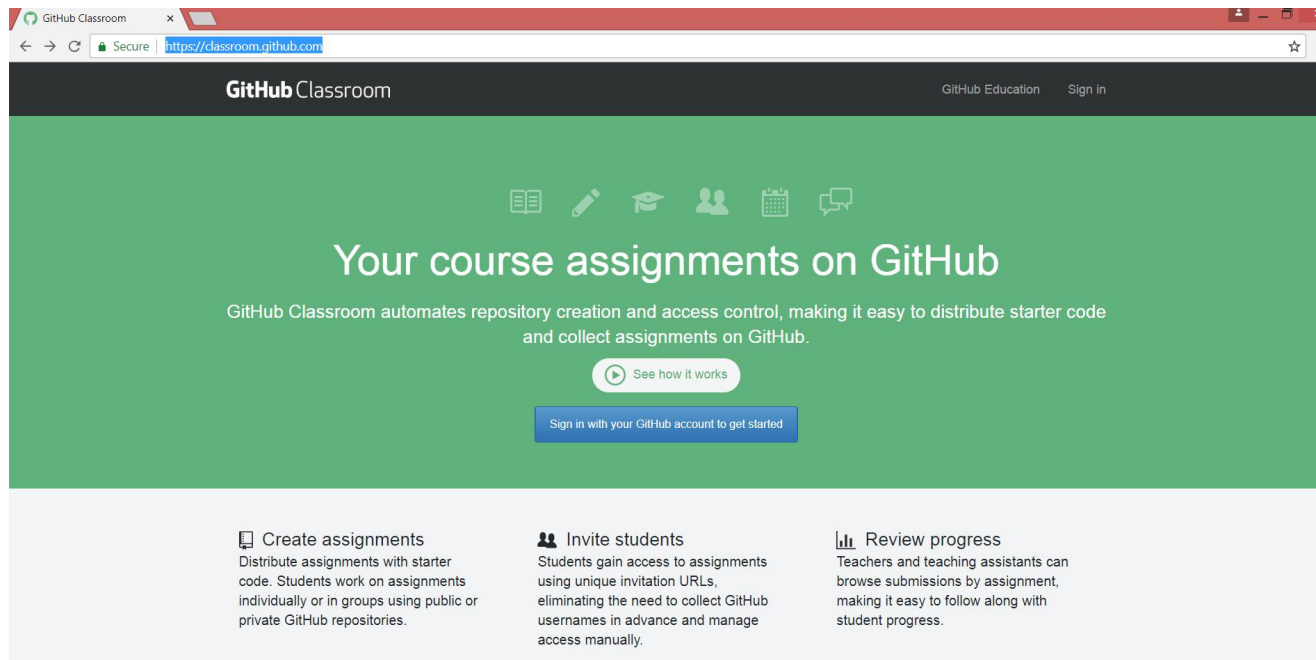 GitHub Classroom
Secure
https://classroom.github.com
GitHub Classroom
GitHub Education
Sign in
Your course assignments on GitHub
GitHub Classroom automates repository creation and access control, making it easy to distribute starter code
and collect assignments on GitHub.
See how it works
Sign in with your GitHub account to get started
Create assignments
Distribute assignments with starter
code. Students work on assignments
individually or in groups using public or
private GitHub repositories.
Invite students
Students gain access to assignments
using unique invitation URLs,
eliminating the need to collect GitHub
usernames in advance and manage
access manually.
Review progress
Teachers and teaching assistants can
browse submissions by assignment,
making it easy to follow along with
student progress.